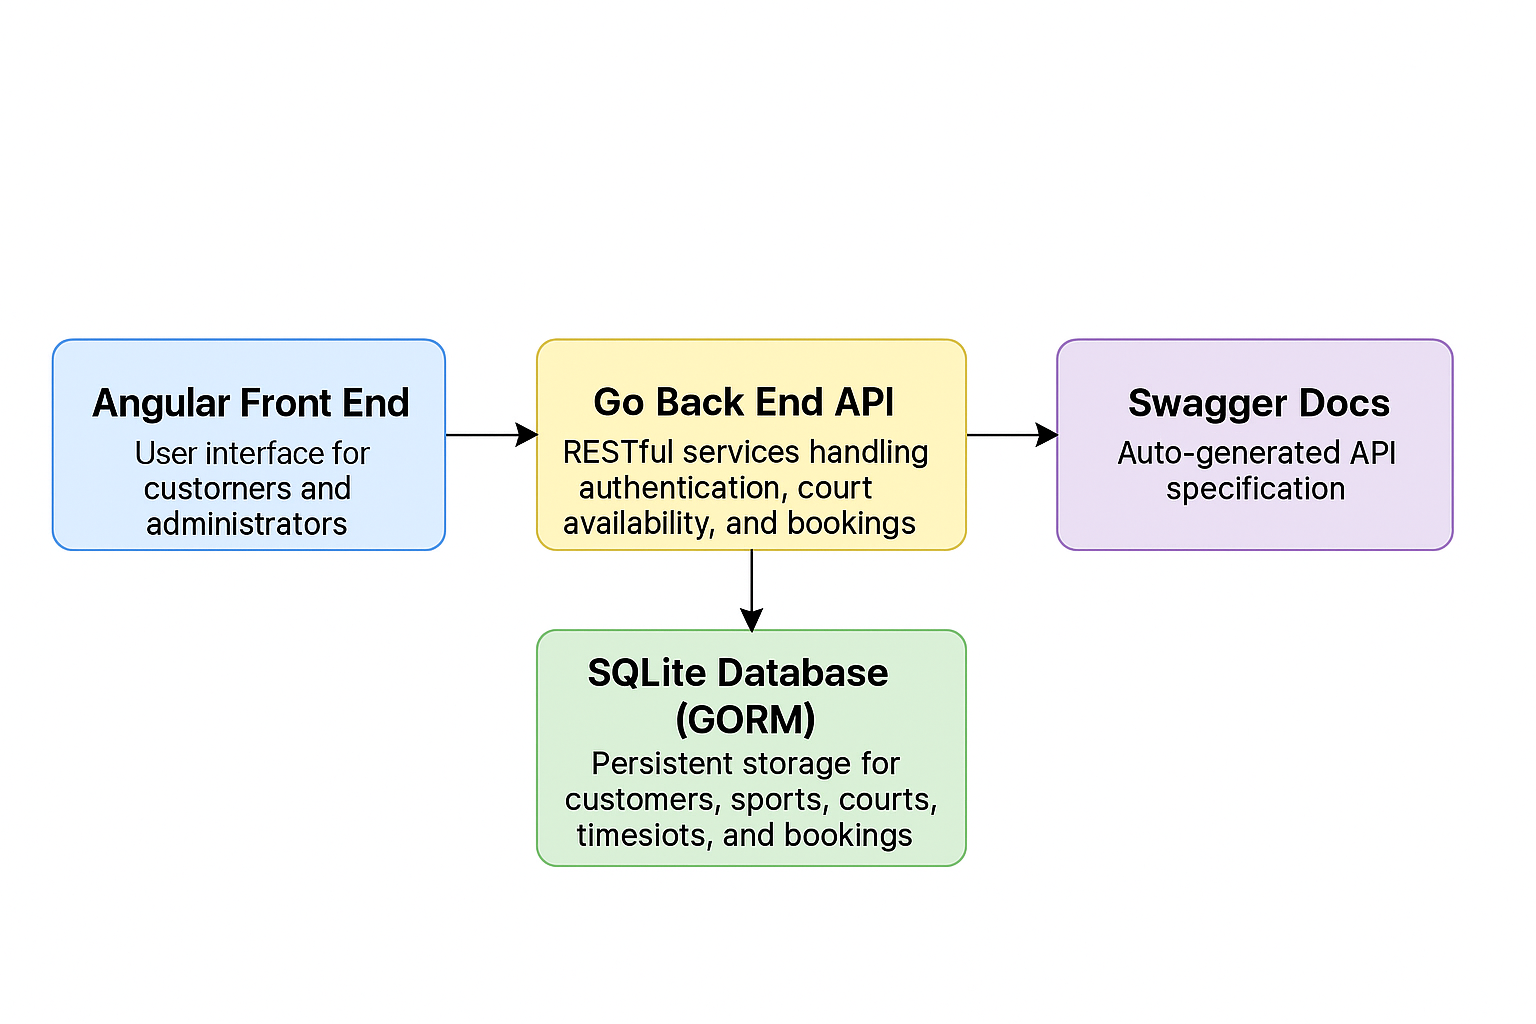 Angular Front End
User interface for
custorners and
administrators
Go Back End API
RESTful services handling
authentication, court
availability, and bookings
Swagger Docs
Auto-generated API
specification
SQLite Database
(GORM)
Persistent storage for
customers, sports, courts,
timesiots, and bookings